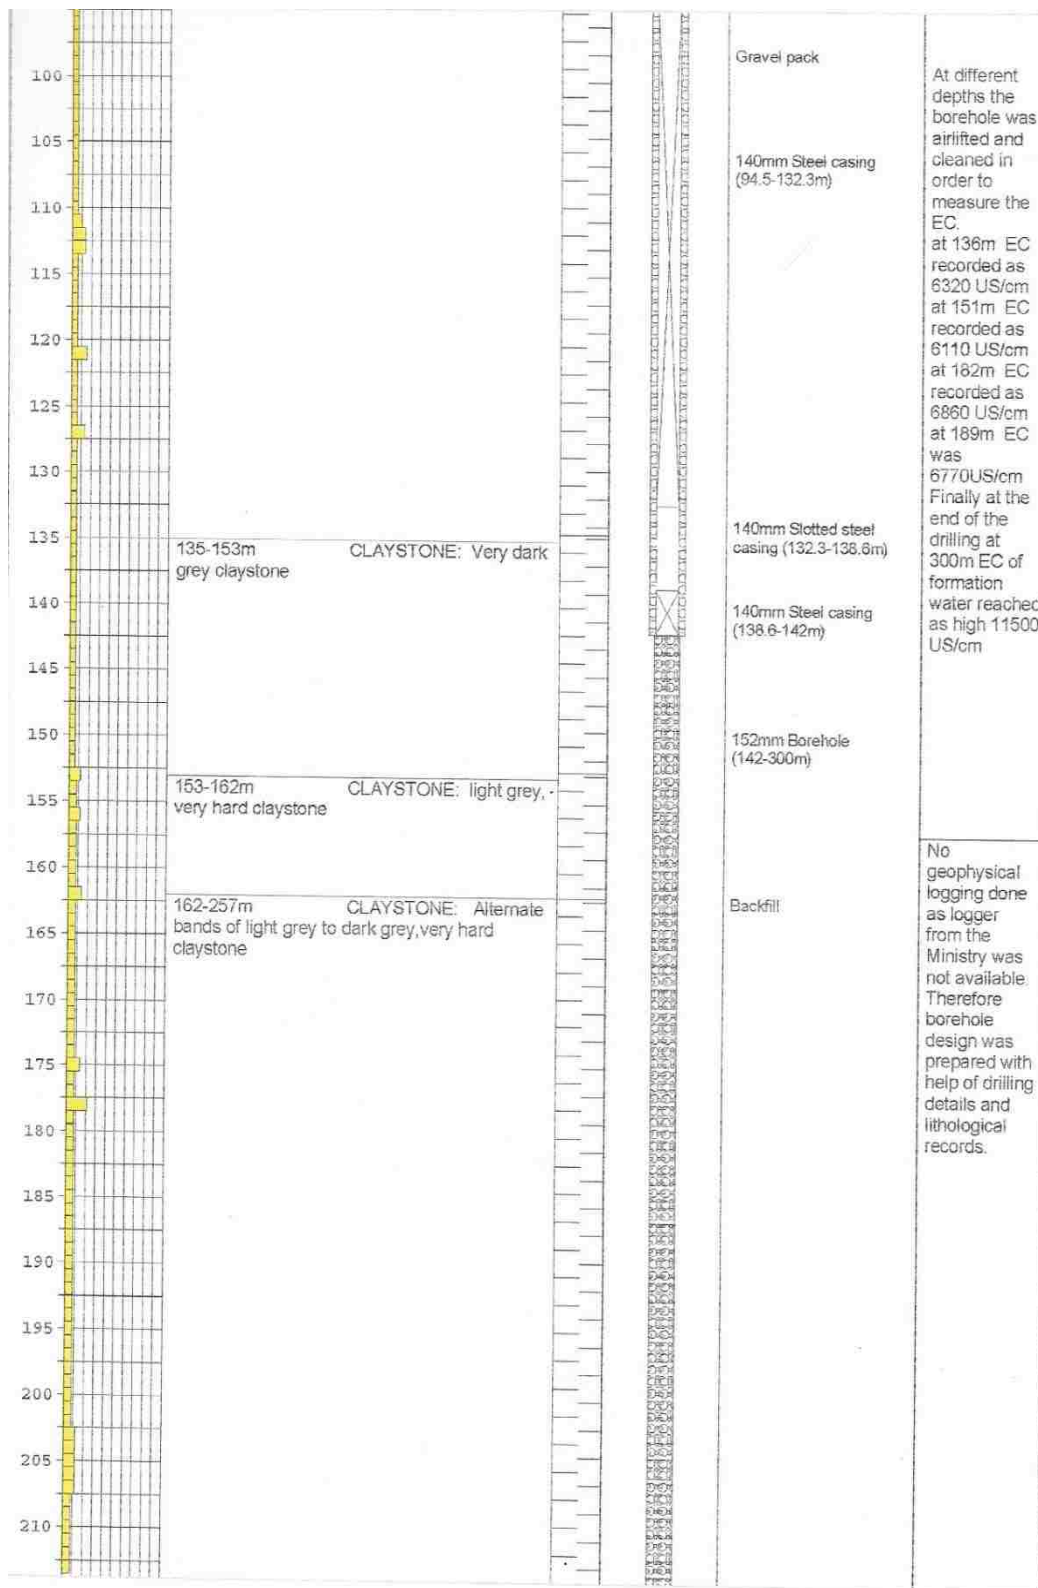 100
105
110
115
120
125
130
135
140
145
150
155
160
165
170
175
180
185
190
195
200
205
210
135-153m CLAYSTONE: Very dark
grey claystone
153-162m CLAYSTONE: light grey, -
very hard claystone
162-257m CLAYSTONE: Alternate
bands of light grey to dark grey,very hard
claystone
Gravel pack
140mm Steel casing
(94.5-132.3m)
140mm Slotted steel
casing (132.3-138.6m)
140mm Steel casing
(138.6-142m)
152mm Borehole
(142-300m)
Backfill
At different
depths the
borehole was
airlifted and
cleaned in
order to
measure the
EC.
at 136m EC
recorded as
6320 US/cm
at 151m EC
recorded as
6110 US/cm
at 182m EC
recorded as
6860 US/cm
at 189m EC
was
6770US/cm
Finally at the
end of the
drilling at
300m EC of
formation
water reached
as high 11500
US/cm
No
geophysical
logging done
as logger
from the
Ministry was
not available.
Therefore
borehole
design was
prepared with
help of drilling
details and
lithological
records.